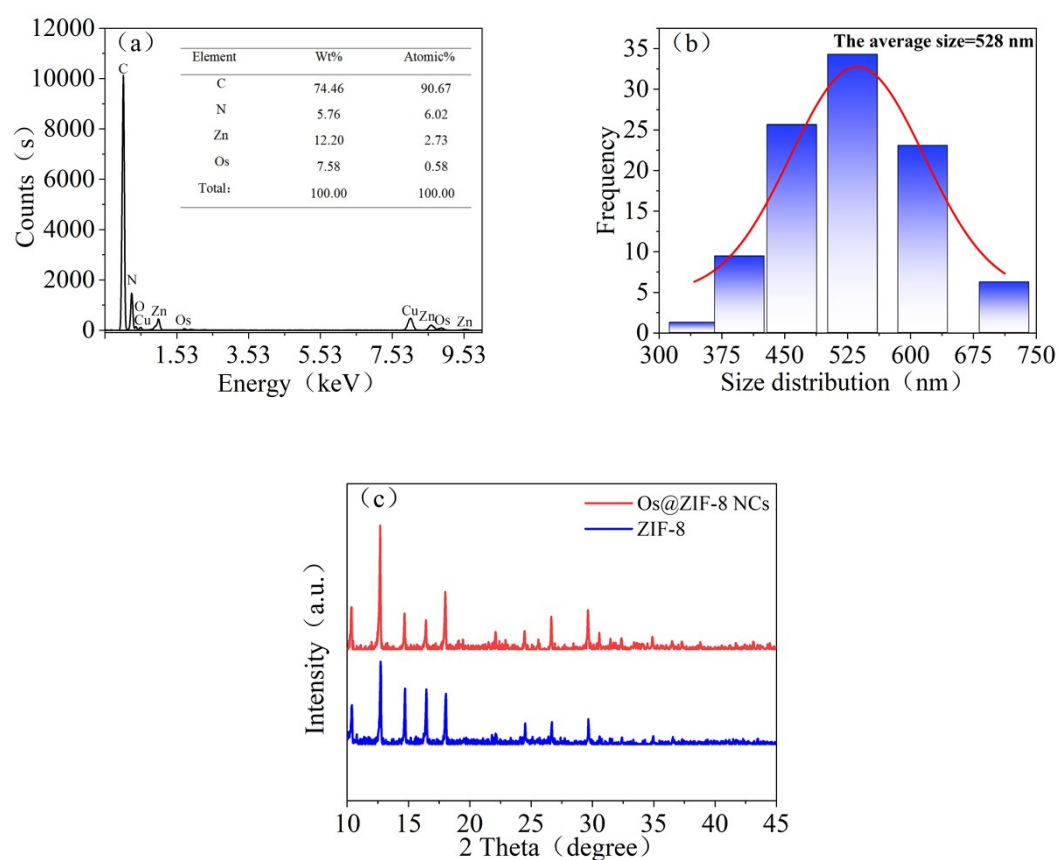 (a)
Element Wt% Atomic%
C 74.46 90.67
N 5.76 6.02
Zn 12.20 2.73
Os 7.58 0.58
Total： 100.00 100.00
C
N
O
Cu
Zn
Os
Cu
Zn
Os
Zn
12000
10000
8000
6000
4000
2000
0
Counts（s）
1.53 3.53 5.53 7.53 9.53
Energy（keV）
(b)
The average size=528 nm
35
30
25
20
15
10
5
0
Frequency
300 375 450 525 600 675 750
Size distribution（nm）
（c）
Os@ZIF-8 NCs
ZIF-8
Intensity（a.u.）
10 15 20 25 30 35 40 45
2 Theta（degree）